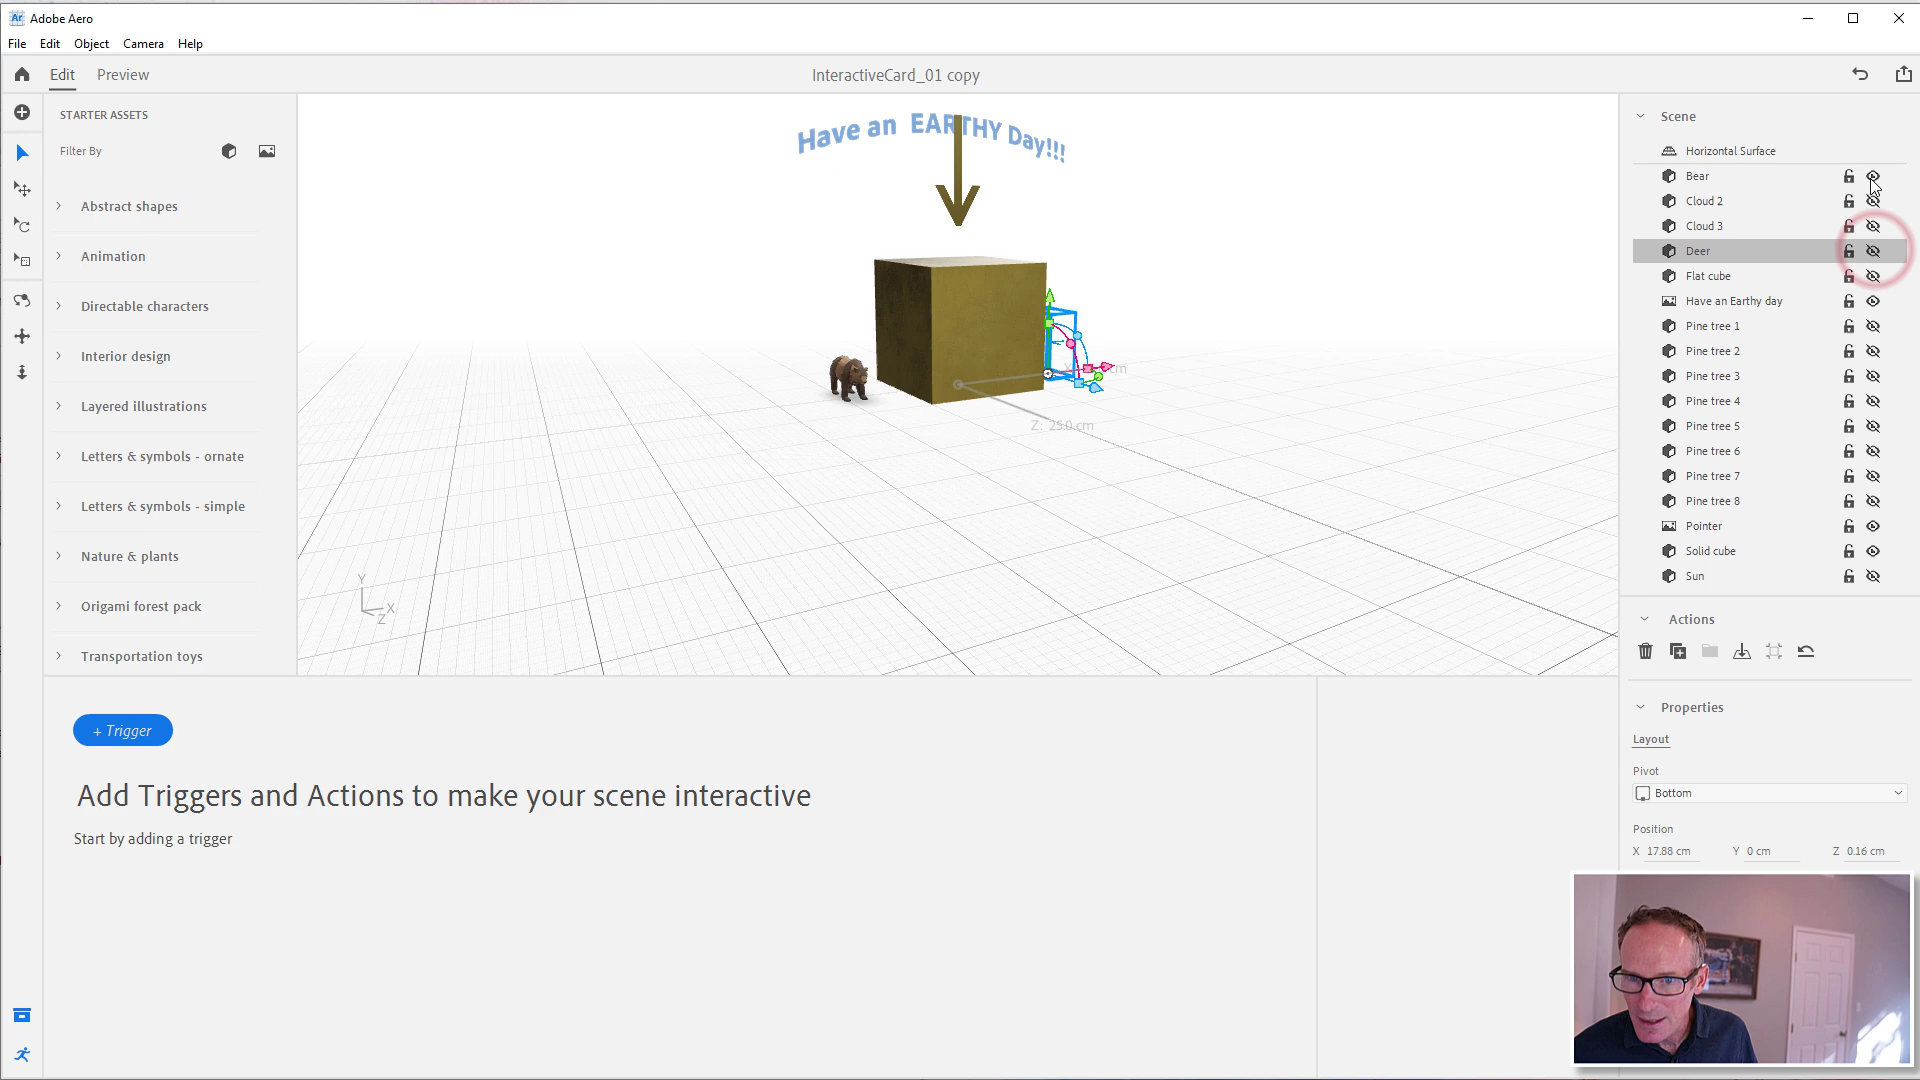 Adobe Aero
File Edit Object Camera Help
Edit Preview InteractiveCard_01 copy
STARTER ASSETS
Filter By
Abstract shapes
Animation
Directable characters
Interior design
Layered illustrations
Letters & symbols - ornate
Letters & symbols - simple
Nature & plants
Origami forest pack
Transportation toys
Have an EARTHY Day!!!
Z: 25.0 cm
Y
X
Z
Scene
Horizontal Surface
Bear
Cloud 2
Cloud 3
Deer
Flat cube
Have an Earthy day
Pine tree 1
Pine tree 2
Pine tree 3
Pine tree 4
Pine tree 5
Pine tree 6
Pine tree 7
Pine tree 8
Pointer
Solid cube
Sun
Actions
Properties
Layout
Pivot
Bottom
Position
X 17.88 cm Y 0 cm Z 0.16 cm
+ Trigger
Add Triggers and Actions to make your scene interactive
Start by adding a trigger